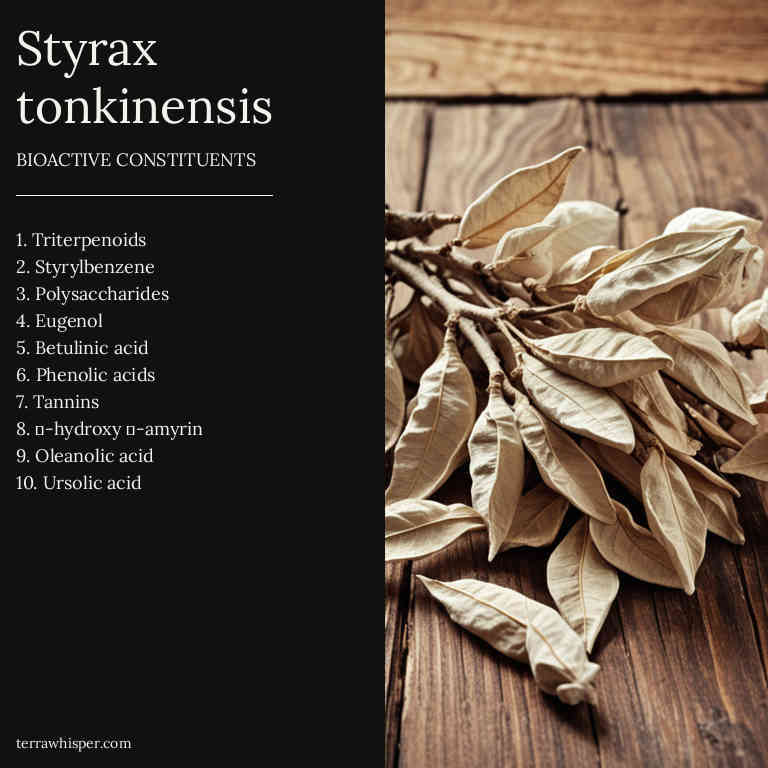 Styrax
tonkinensis
BIOACTIVE CONSTITUENTS
1. Triterpenoids
2. Styrylbenzene
3. Polysaccharides
4. Eugenol
5. Betulinic acid
6. Phenolic acids
7. Tannins
8. □-hydroxy □-amyrin
9. Oleanolic acid
10. Ursolic acid
terrawhisper.com